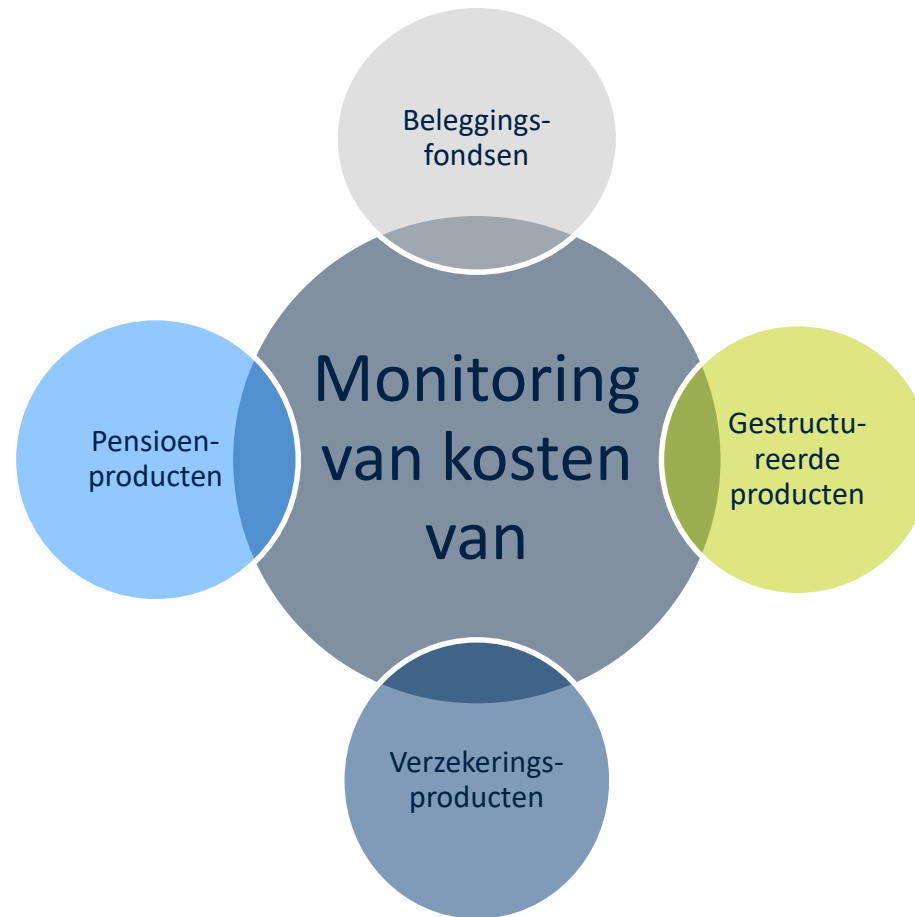 Beleggings-
fondsen
Monitoring
van kosten
van
Pensioen-
producten
Gestructu-
reerde
producten
Verzekerings-
producten